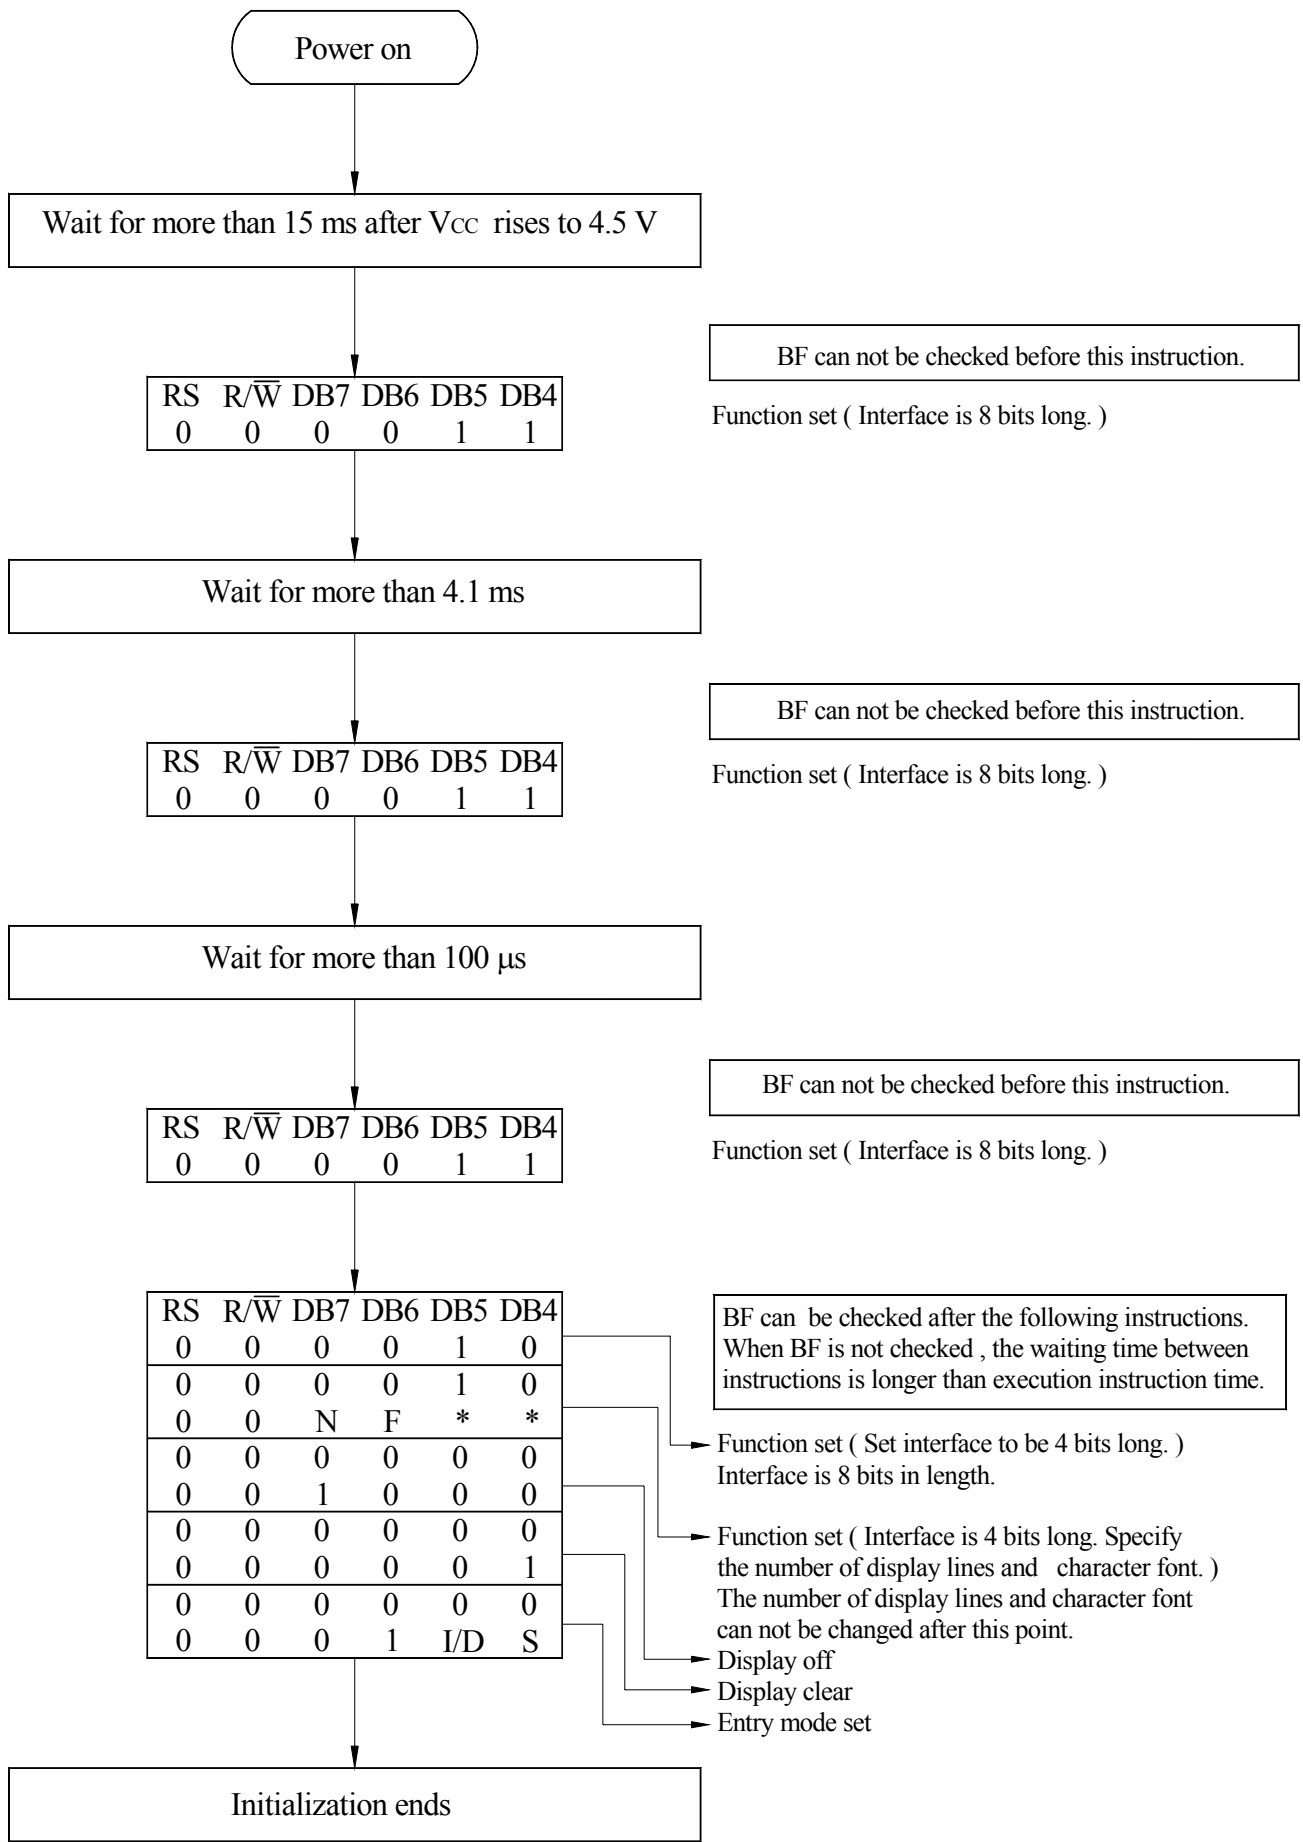 Power on
Wait for more than 15 ms after VCC rises to 4.5 V
BF can not be checked before this instruction.
RS R/W̅ DB7 DB6 DB5 DB4
0 0 0 0 1 1
Function set ( Interface is 8 bits long. )
Wait for more than 4.1 ms
BF can not be checked before this instruction.
RS R/W̅ DB7 DB6 DB5 DB4
0 0 0 0 1 1
Function set ( Interface is 8 bits long. )
Wait for more than 100 μs
BF can not be checked before this instruction.
RS R/W̅ DB7 DB6 DB5 DB4
0 0 0 0 1 1
Function set ( Interface is 8 bits long. )
RS R/W̅ DB7 DB6 DB5 DB4
0 0 0 0 1 0
0 0 0 0 1 0
0 0 N F * *
0 0 0 0 0 0
0 0 1 0 0 0
0 0 0 0 0 0
0 0 0 0 0 1
0 0 0 0 0 0
0 0 0 1 I/D S
BF can be checked after the following instructions.
When BF is not checked , the waiting time between
instructions is longer than execution instruction time.
Function set ( Set interface to be 4 bits long. )
Interface is 8 bits in length.
Function set ( Interface is 4 bits long. Specify
the number of display lines and character font. )
The number of display lines and character font
can not be changed after this point.
Display off
Display clear
Entry mode set
Initialization ends